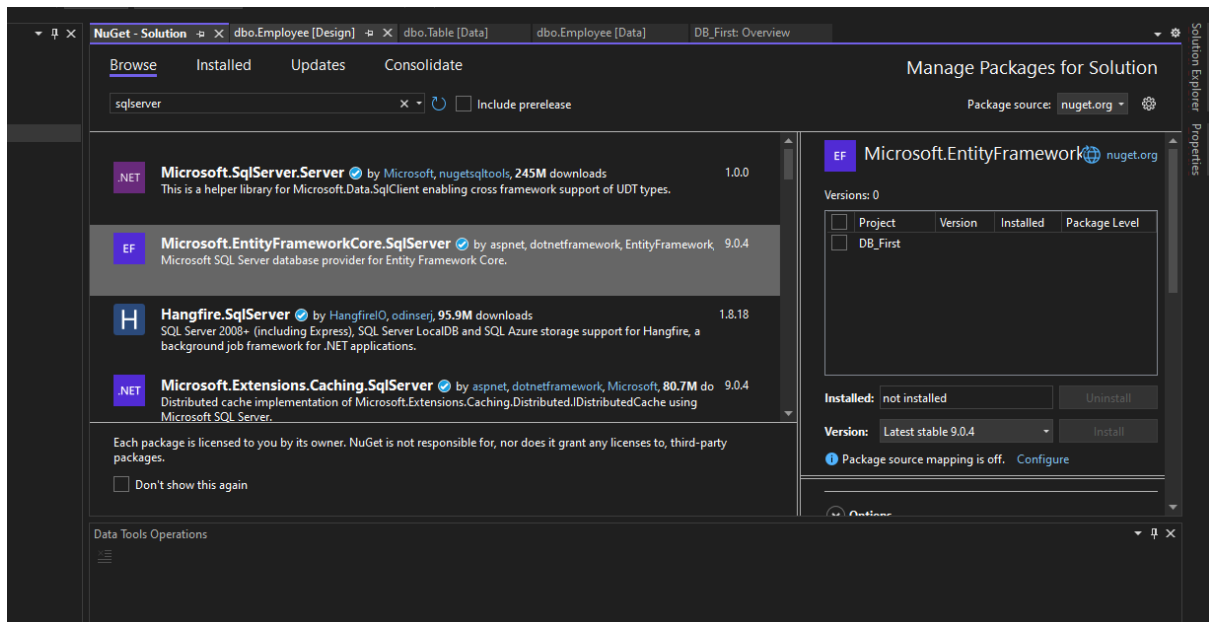 NuGet - Solution dbo.Employee [Design] dbo.Table [Data] dbo.Employee [Data] DB_First: Overview
Solution Explorer
Properties
Browse Installed Updates Consolidate
Manage Packages for Solution
sqlserver
Include prerelease
Package source: nuget.org
.NET
Microsoft.SqlServer.Server by Microsoft, nugetsqltools, 245M downloads 1.0.0
This is a helper library for Microsoft.Data.SqlClient enabling cross framework support of UDT types.
EF
Microsoft.EntityFrameworkCore.SqlServer by aspnet, dotnetframework, EntityFramework, 9.0.4
Microsoft SQL Server database provider for Entity Framework Core.
H
Hangfire.SqlServer by HangfireIO, odinserj, 95.9M downloads 1.8.18
SQL Server 2008+ (including Express), SQL Server LocalDB and SQL Azure storage support for Hangfire, a
background job framework for .NET applications.
.NET
Microsoft.Extensions.Caching.SqlServer by aspnet, dotnetframework, Microsoft, 80.7M do 9.0.4
Distributed cache implementation of Microsoft.Extensions.Caching.Distributed.IDistributedCache using
Microsoft SQL Server.
Each package is licensed to you by its owner. NuGet is not responsible for, nor does it grant any licenses to, third-party
packages.
Don't show this again
EF
Microsoft.EntityFramework nuget.org
Versions: 0
Project Version Installed Package Level
DB_First
Installed: not installed Uninstall
Version: Latest stable 9.0.4 Install
Package source mapping is off. Configure
Options
Data Tools Operations